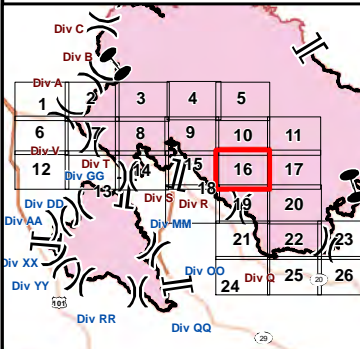 Div C
Div B
Div A
1 2 3 4 5
6 7 8 9 10 11
Div V
12 Div T 14 15 16 17
Div GG
13 18
Div S Div R 19 20
Div DD
Div AA Div MM
21 22 23
Div XX
Div OO
Div YY
24 Div Q 25 26
20
101
Div RR
Div QQ
29